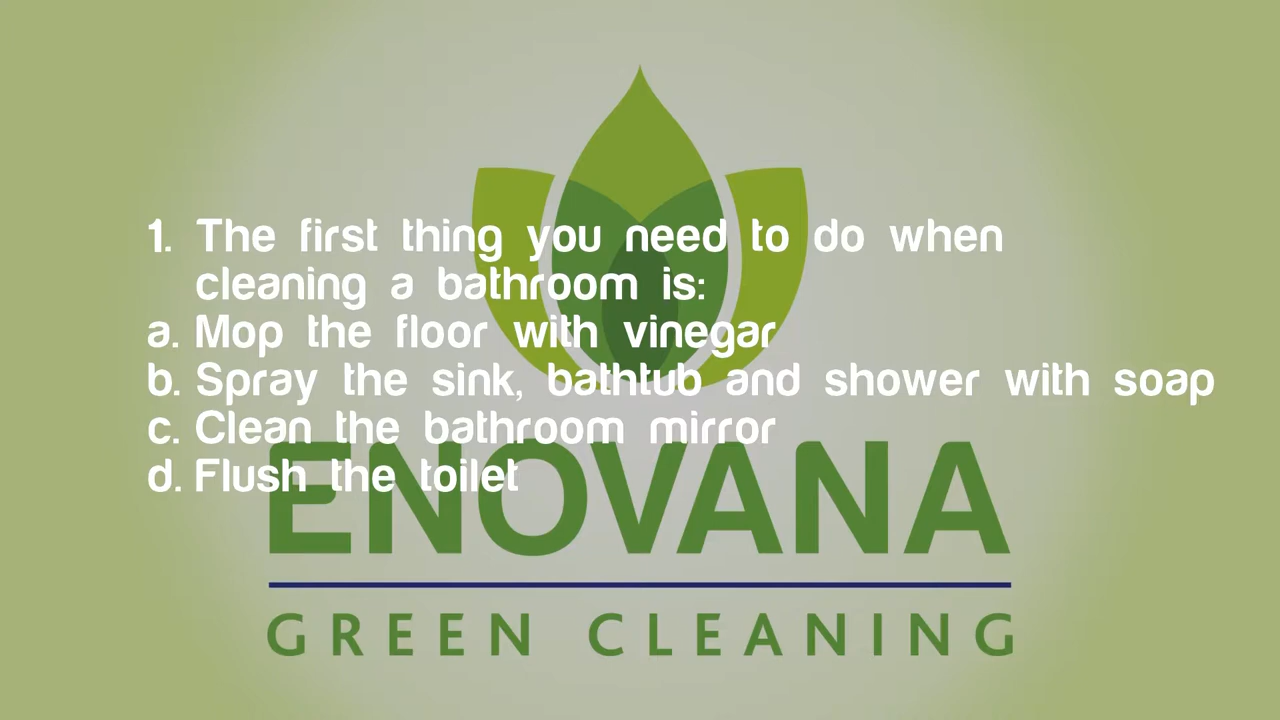 1. The first thing you need to do when
cleaning a bathroom is:
a. Mop the floor with vinegar
b. Spray the sink, bathtub and shower with soap
c. Clean the bathroom mirror
d. Flush the toilet
ENOVANA
GREEN CLEANING